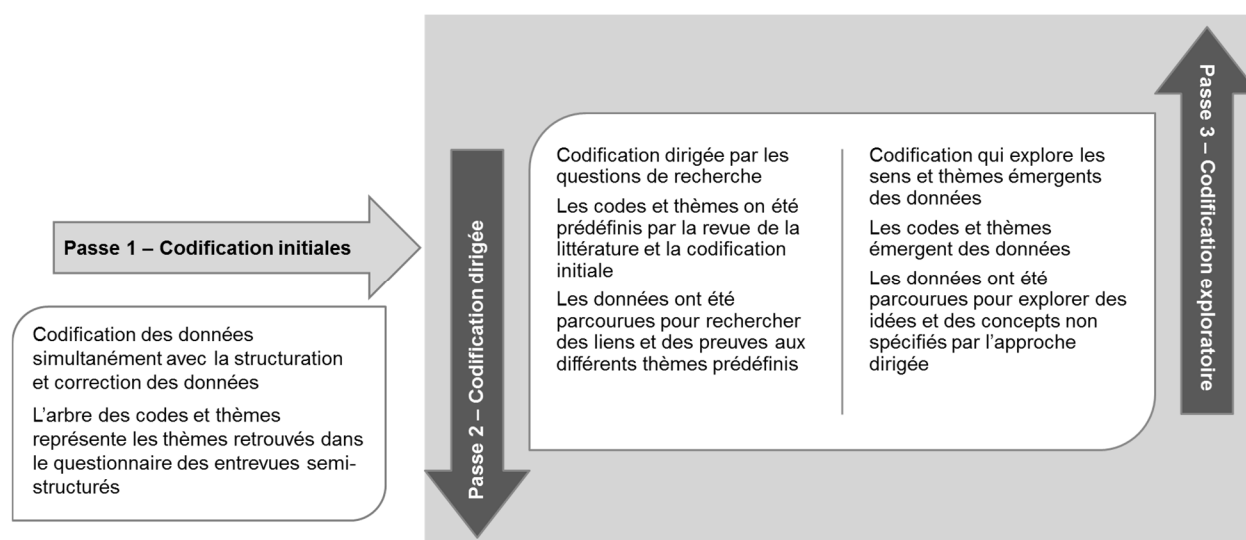 Passe 1 – Codification initiales
Codification des données
simultanément avec la structuration
et correction des données
L'arbre des codes et thèmes
représente les thèmes retrouvés dans
le questionnaire des entrevues semi-
structurés
Passe 2 – Codification dirigée
Codification dirigée par les
questions de recherche
Les codes et thèmes on été
prédéfinis par la revue de la
littérature et la codification
initiale
Les données ont été
parcourues pour rechercher
des liens et des preuves aux
différents thèmes prédéfinis
Codification qui explore les
sens et thèmes émergents
des données
Les codes et thèmes
émergent des données
Les données ont été
parcourues pour explorer des
idées et des concepts non
spécifiés par l'approche
dirigée
Passe 3 – Codification exploratoire